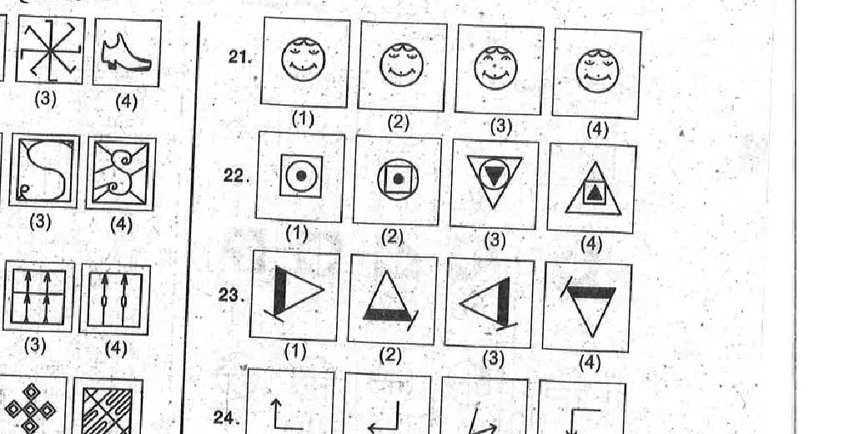 (3) (4)
(3) (4)
(3) (4)
21.
(1) (2) (3) (4)
22.
(1) (2) (3) (4)
23.
(1) (2) (3) (4)
24.